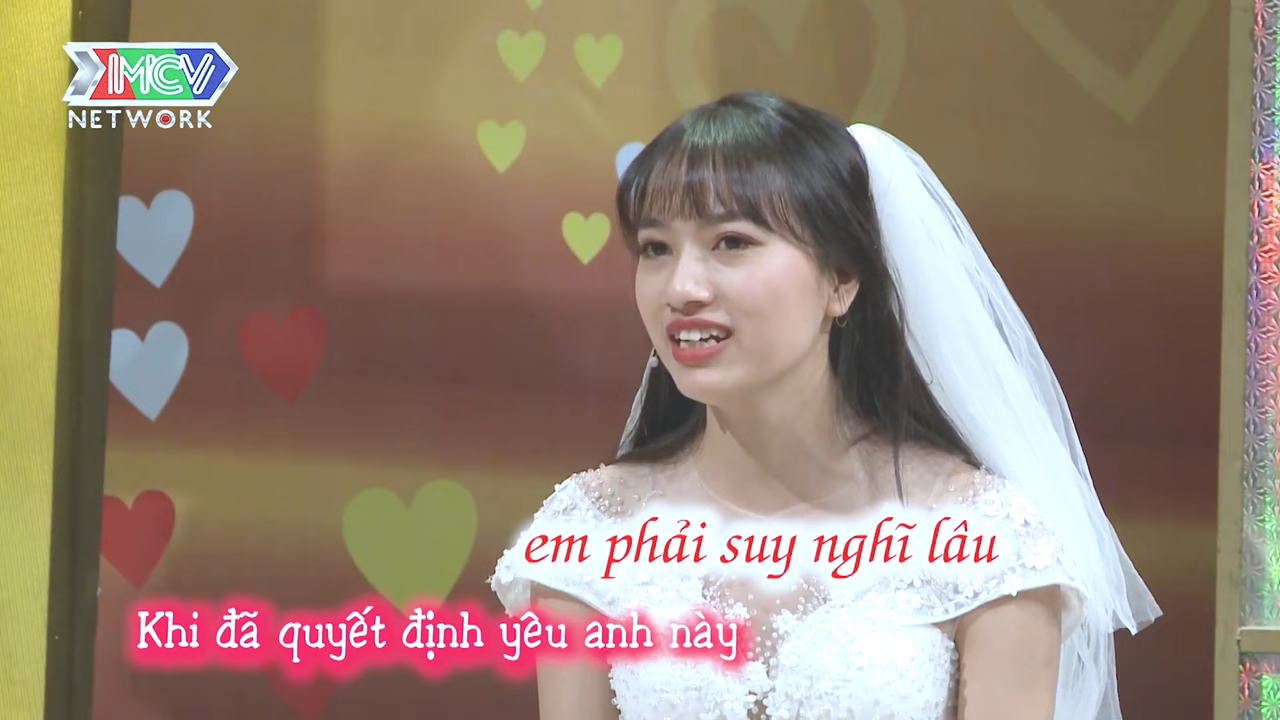 MCV
NETWORK
em phải suy nghĩ lâu
Khi đã quyết định yêu anh này